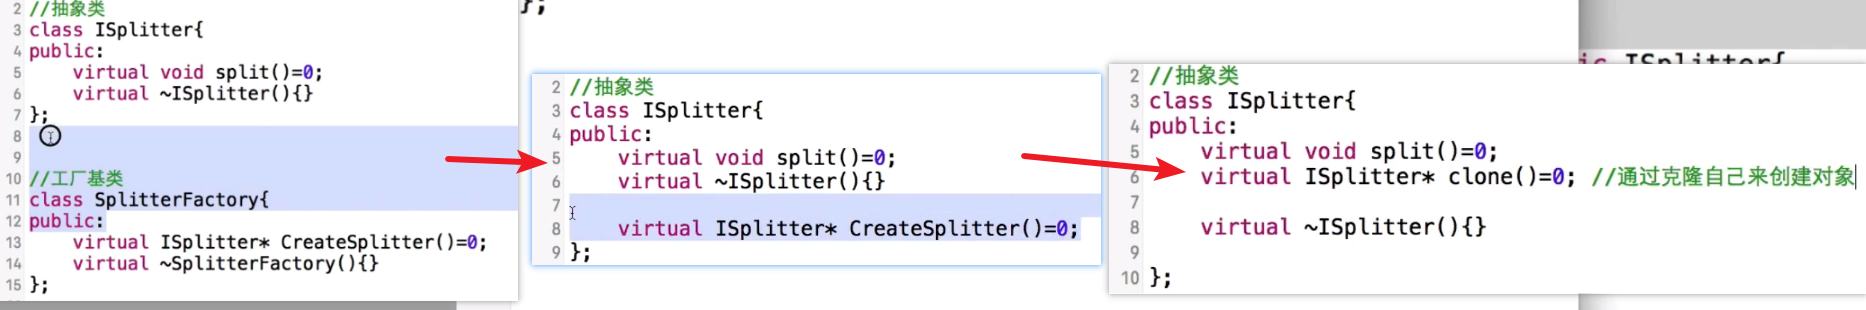 };
2 //抽象类
3 class ISplitter{
4 public:
5 virtual void split()=0;
6 virtual ~ISplitter(){}
7 };
8
9
10 //工厂基类
11 class SplitterFactory{
12 public:
13 virtual ISplitter* CreateSplitter()=0;
14 virtual ~SplitterFactory(){}
15 };
2 //抽象类
3 class ISplitter{
4 public:
5 virtual void split()=0;
6 virtual ~ISplitter(){}
7
8 virtual ISplitter* CreateSplitter()=0;
9 };
ic ISplitter{
2 //抽象类
3 class ISplitter{
4 public:
5 virtual void split()=0;
6 virtual ISplitter* clone()=0; //通过克隆自己来创建对象
7
8 virtual ~ISplitter(){}
9
10 };